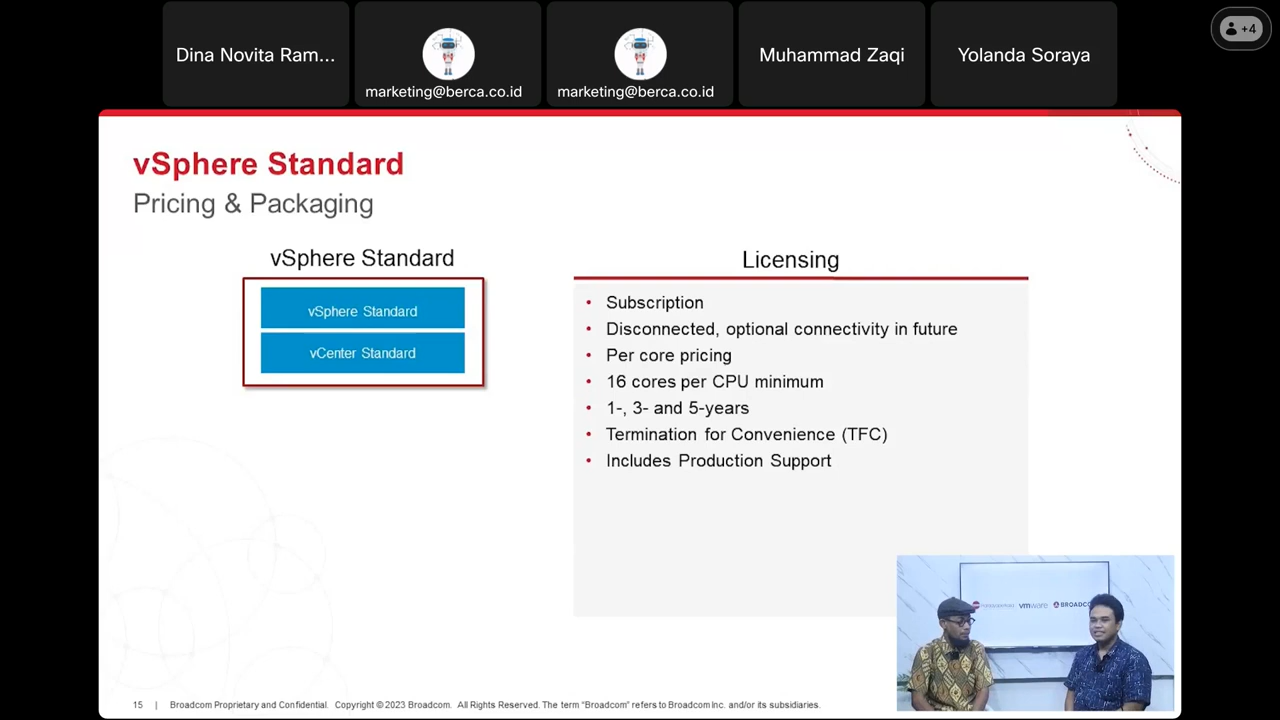 Dina Novita Ram...
marketing@berca.co.id
marketing@berca.co.id
Muhammad Zaqi
Yolanda Soraya
+4
vSphere Standard
Pricing & Packaging
vSphere Standard
vSphere Standard
vCenter Standard
Licensing
• Subscription
• Disconnected, optional connectivity in future
• Per core pricing
• 16 cores per CPU minimum
• 1-, 3- and 5-years
• Termination for Convenience (TFC)
• Includes Production Support
vmware BROADCOM
15 | Broadcom Proprietary and Confidential. Copyright © 2023 Broadcom. All Rights Reserved. The term “Broadcom” refers to Broadcom Inc. and/or its subsidiaries.